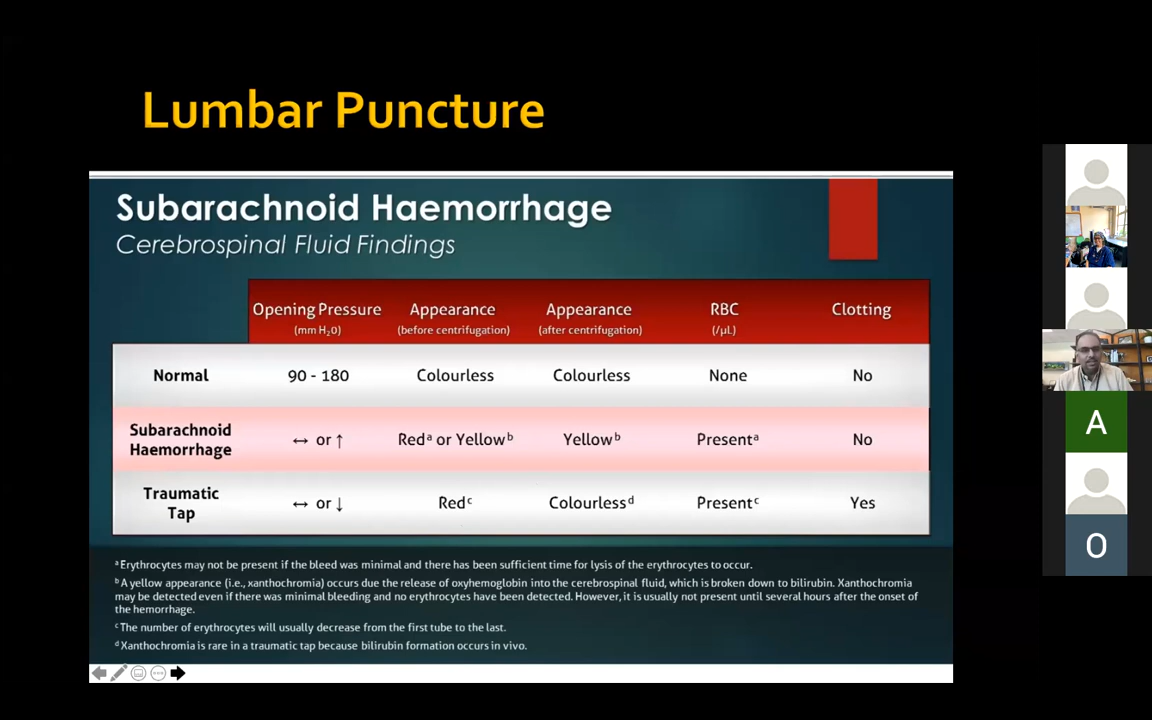 Lumbar Puncture
Subarachnoid Haemorrhage
Cerebrospinal Fluid Findings
Opening Pressure Appearance Appearance RBC Clotting
(mm H₂0) (before centrifugation) (after centrifugation) (/µL)
Normal 90 - 180 Colourless Colourless None No
Subarachnoid Haemorrhage ↔ or ↑ Redᵃ or Yellowᵇ Yellowᵇ Presentᵃ No
Traumatic Tap ↔ or ↓ Redᶜ Colourlessᵈ Presentᶜ Yes
ᵃ Erythrocytes may not be present if the bleed was minimal and there has been sufficient time for lysis of the erythrocytes to occur.
ᵇ A yellow appearance (i.e., xanthochromia) occurs due the release of oxyhemoglobin into the cerebrospinal fluid, which is broken down to bilirubin. Xanthochromia
may be detected even if there was minimal bleeding and no erythrocytes have been detected. However, it is usually not present until several hours after the onset of
the hemorrhage.
ᶜ The number of erythrocytes will usually decrease from the first tube to the last.
ᵈ Xanthochromia is rare in a traumatic tap because bilirubin formation occurs in vivo.
A
O